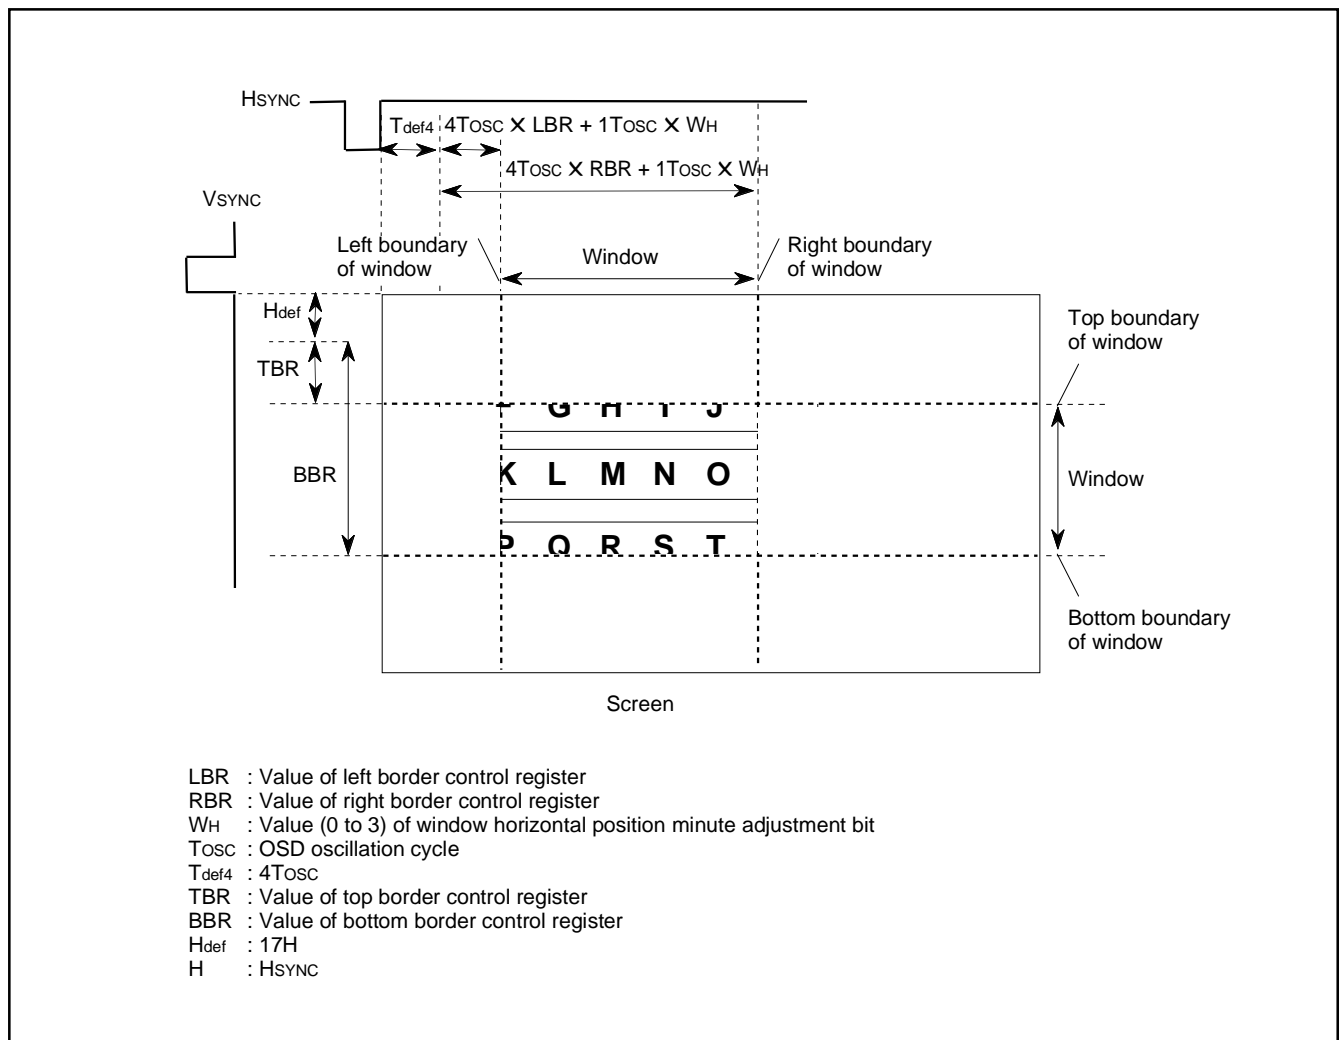 HSYNC
Tdef4 4TOSC X LBR + 1TOSC X WH
4TOSC X RBR + 1TOSC X WH
VSYNC
Left boundary
of window
Window
Right boundary
of window
Hdef
Top boundary
of window
TBR
F G H I J
BBR
K L M N O
Window
P Q R S T
Bottom boundary
of window
Screen
LBR : Value of left border control register
RBR : Value of right border control register
WH : Value (0 to 3) of window horizontal position minute adjustment bit
TOSC : OSD oscillation cycle
Tdef4 : 4TOSC
TBR : Value of top border control register
BBR : Value of bottom border control register
Hdef : 17H
H : HSYNC